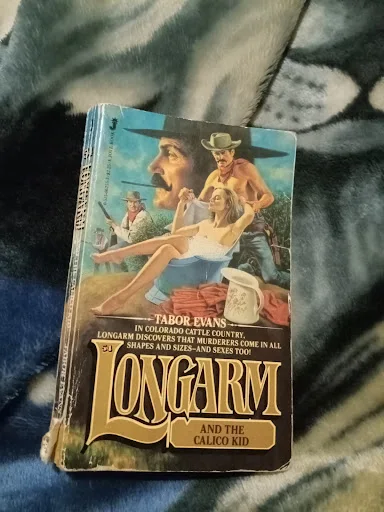 TABOR EVANS
IN COLORADO CATTLE COUNTRY,
LONGARM DISCOVERS THAT MURDERERS COME IN ALL
SHAPES AND SIZES—AND SEXES TOO!
54
LONGARM
AND THE
CALICO KID